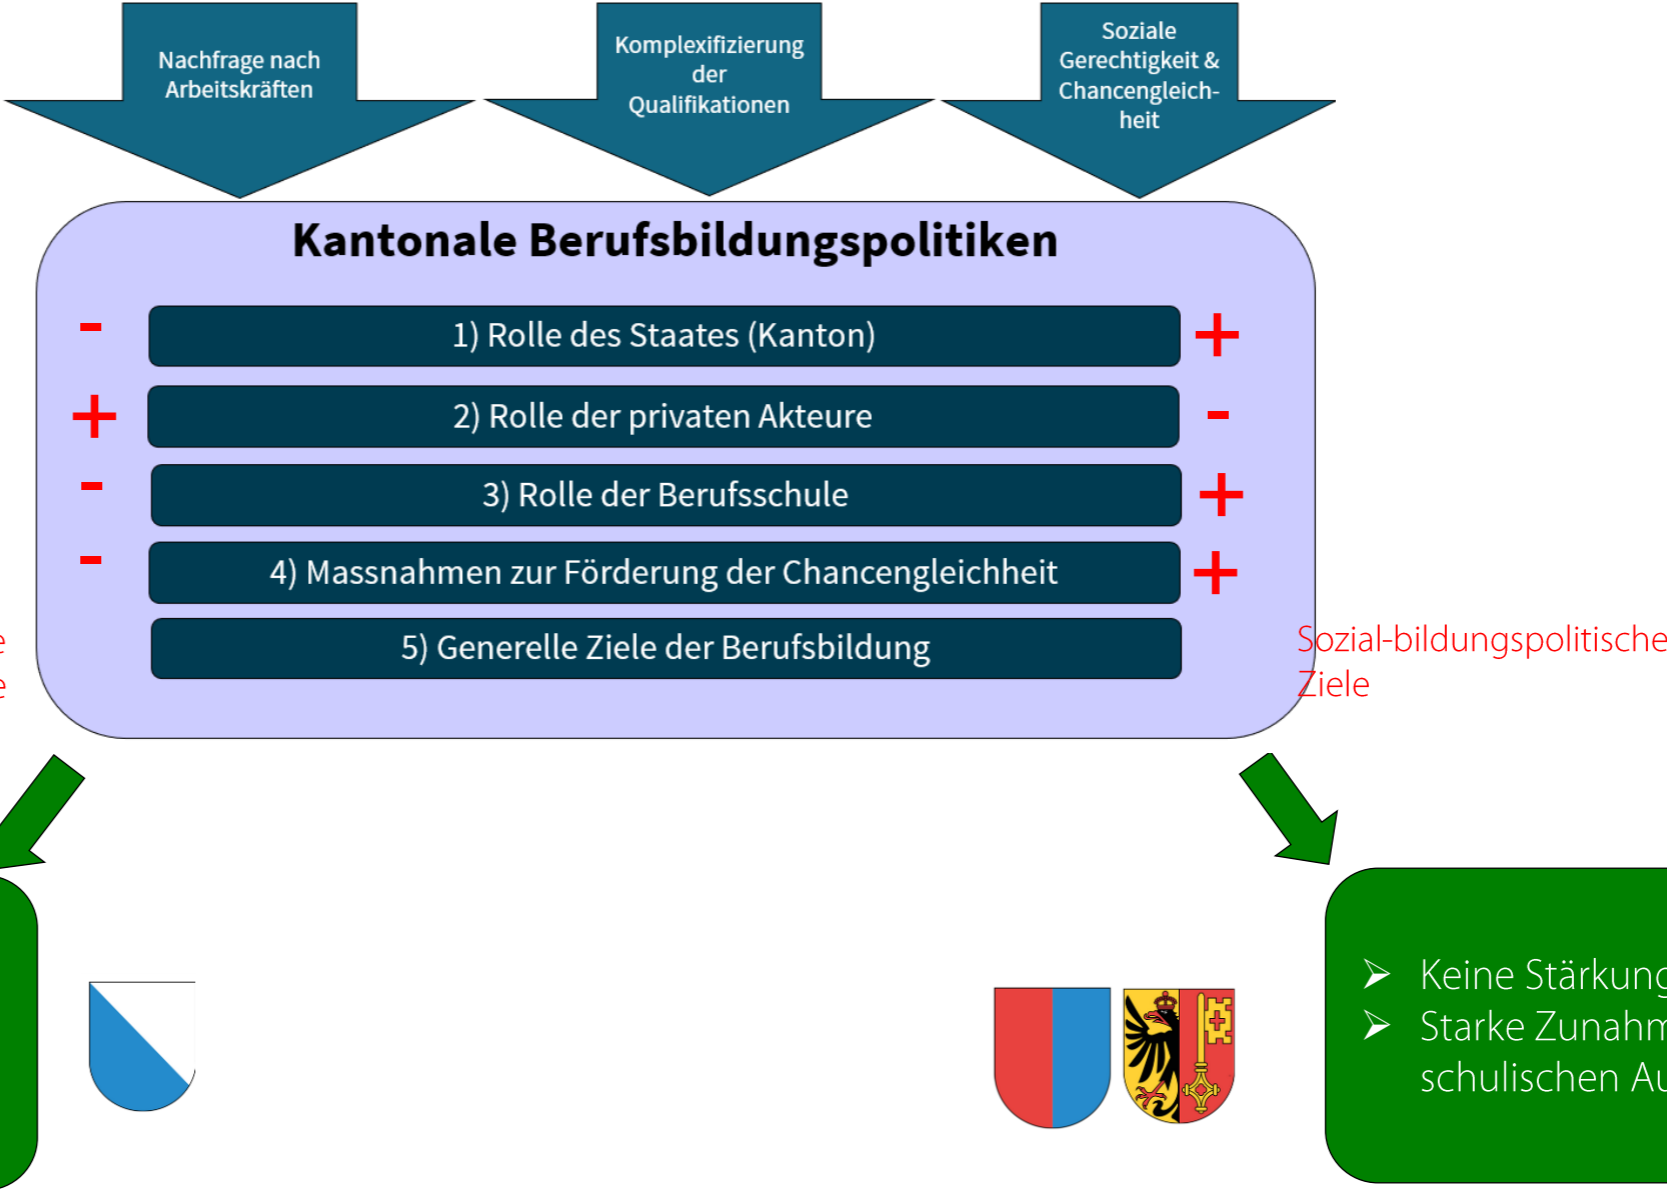 Nachfrage nach
Arbeitskräften
Komplexifizierung
der
Qualifikationen
Soziale
Gerechtigkeit &
Chancengleich-
heit
Kantonale Berufsbildungspolitiken
- 1) Rolle des Staates (Kanton) +
+ 2) Rolle der privaten Akteure -
- 3) Rolle der Berufsschule +
- 4) Massnahmen zur Förderung der Chancengleichheit +
5) Generelle Ziele der Berufsbildung
Sozial-bildungspolitische
Ziele
➢ Keine Stärkung
➢ Starke
schulischen